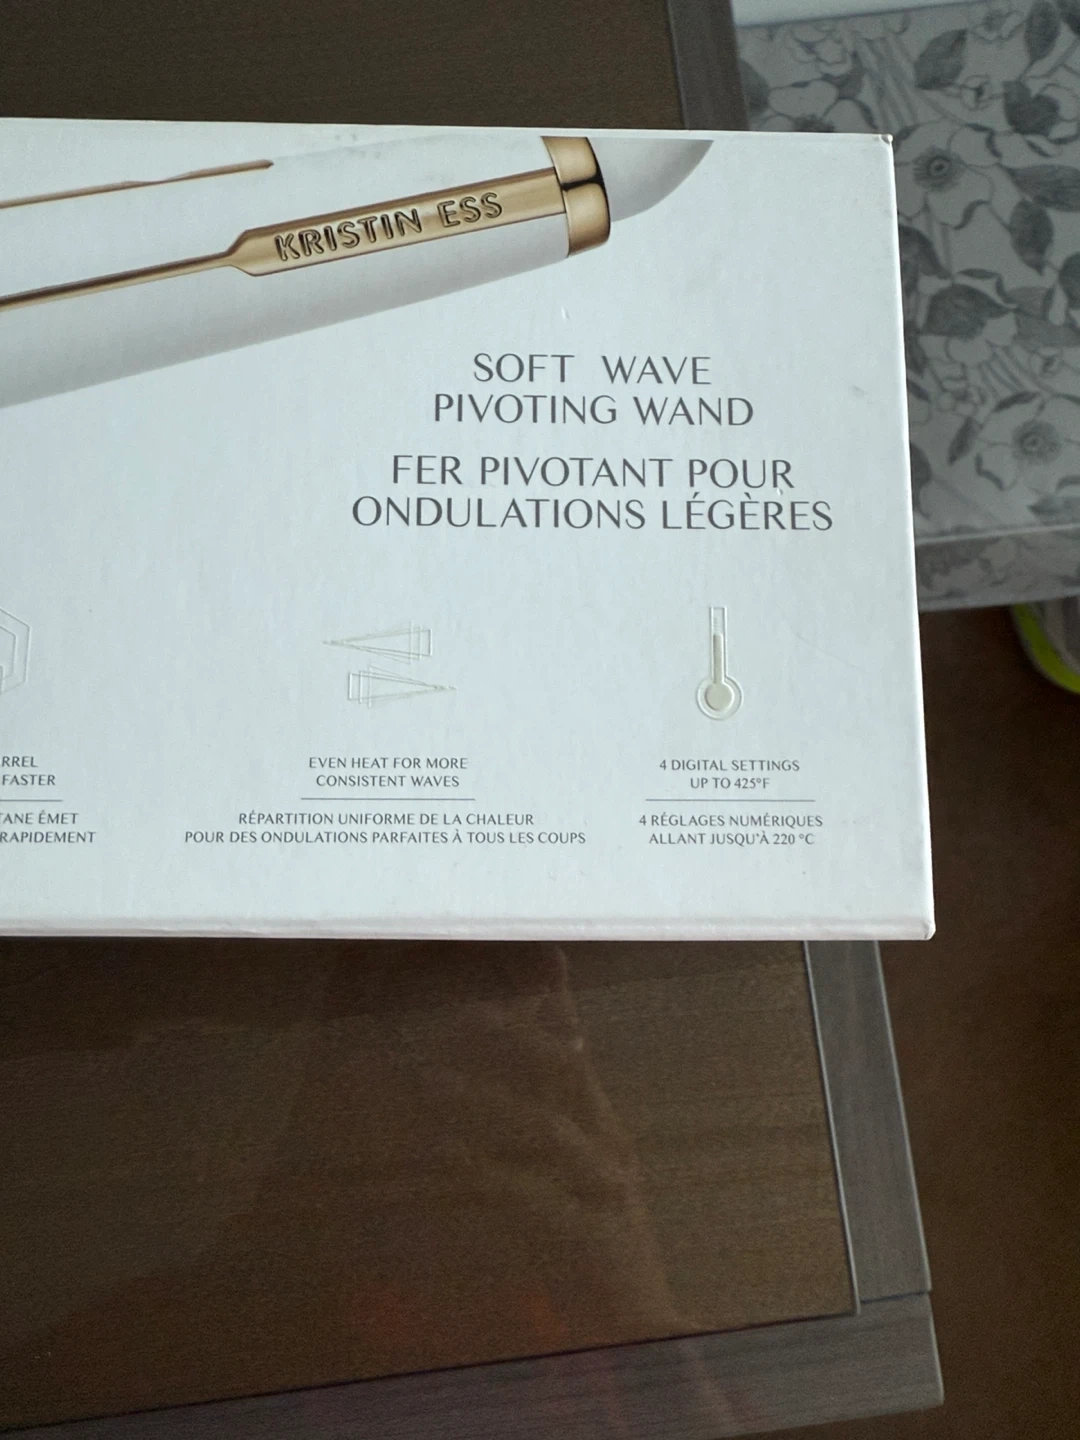 KRISTIN ESS
SOFT WAVE
PIVOTING WAND
FER PIVOTANT POUR
ONDULATIONS LÉGÈRES
RREL
FASTER
TANE ÉMET
RAPIDEMENT
EVEN HEAT FOR MORE
CONSISTENT WAVES
RÉPARTITION UNIFORME DE LA CHALEUR
POUR DES ONDULATIONS PARFAITES À TOUS LES COUPS
4 DIGITAL SETTINGS
UP TO 425°F
4 RÉGLAGES NUMÉRIQUES
ALLANT JUSQU'À 220 °C